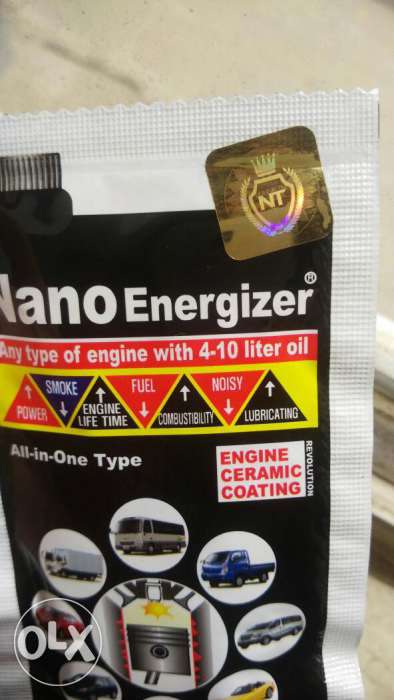 NT
Nano Energizer®
Any type of engine with 4-10 liter oil
POWER SMOKE ENGINE LIFE TIME FUEL COMBUSTIBILITY NOISY LUBRICATING
All-in-One Type
ENGINE
CERAMIC
COATING
REVOLUTION
OLX